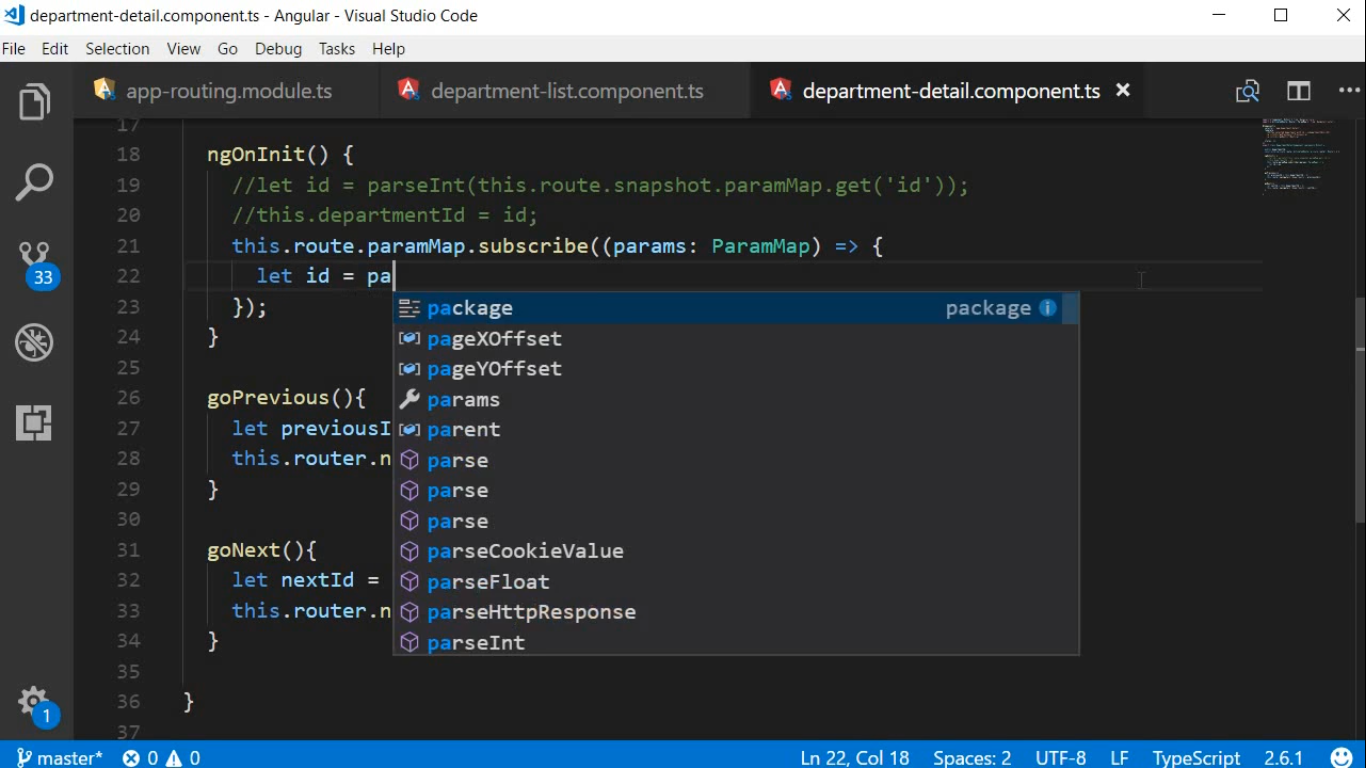 department-detail.component.ts - Angular - Visual Studio Code
File Edit Selection View Go Debug Tasks Help
app-routing.module.ts department-list.component.ts department-detail.component.ts
17
18 ngOnInit() {
19 //let id = parseInt(this.route.snapshot.paramMap.get('id'));
20 //this.departmentId = id;
21 this.route.paramMap.subscribe((params: ParamMap) => {
22 let id = pa
23 });
24 }
25
26 goPrevious(){
27 let previousI
28 this.router.n
29 }
30
31 goNext(){
32 let nextId =
33 this.router.n
34 }
35
36 }
37
package package
pageXOffset
pageYOffset
params
parent
parse
parse
parse
parseCookieValue
parseFloat
parseHttpResponse
parseInt
33
1
master* 0 0 Ln 22, Col 18 Spaces: 2 UTF-8 LF TypeScript 2.6.1